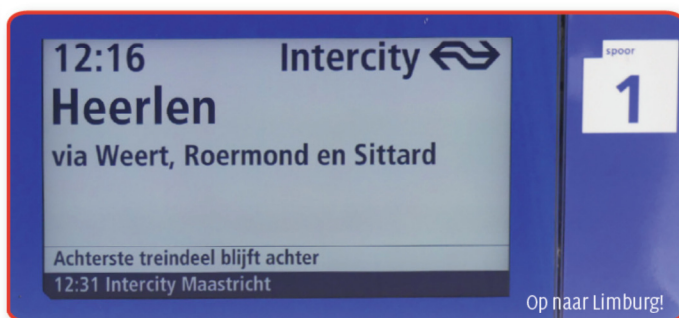 12:16 Intercity
Heerlen
via Weert, Roermond en Sittard
Achterste treindeel blijft achter
12:31 Intercity Maastricht
spoor
1
Op naar Limburg!